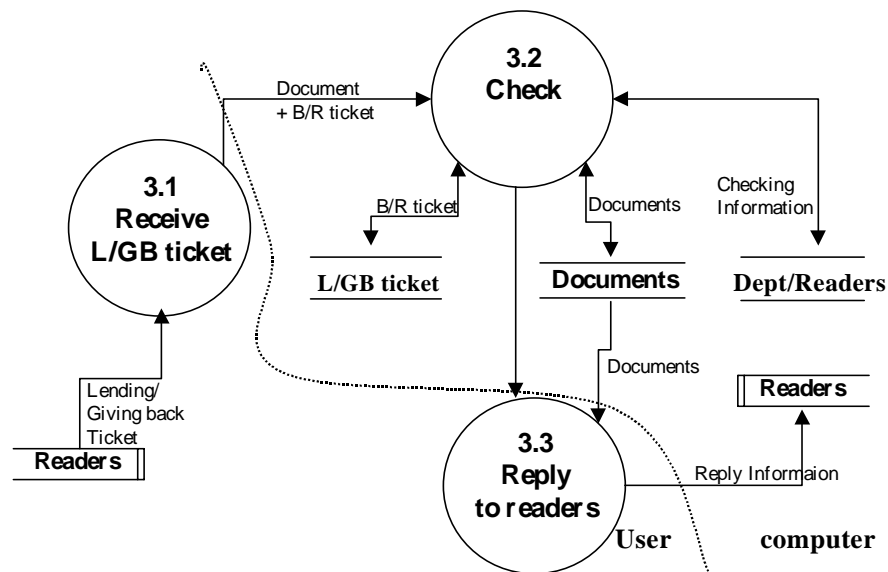 3.2
Check
Document
+ B/R ticket
3.1
Receive
L/GB ticket
B/R ticket
Documents
Checking
Information
L/GB ticket
Documents
Dept/Readers
Lending/
Giving back
Ticket
Readers
Documents
Readers
3.3
Reply
to readers
Reply Informaion
User
computer